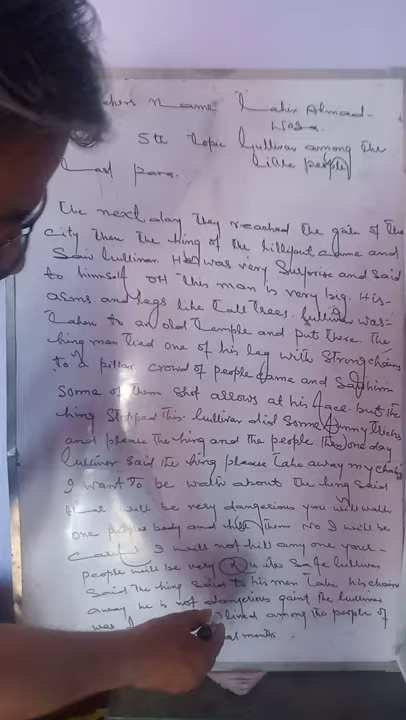 Name Tahir Ahmad
5th topic Gulliver among the
little people
Last para.
The next day They reached The gate of the
city Then The king of The lilliput came and
Saw Gulliver. He was very Surprise and said
to himself OH This man is very big. His
arms and legs like Tall Trees. Gulliver was
Taken to an old Temple and put there. The
king men tied one of his leg with Strong chains
to a pillar crowd of people came and Saw him
Some of them Shot arrows at his face but the
king Stopped This. Gulliver did Some funny Tricks
and please the king and the people one day
Gulliver said the king please Take away my chains
I want To be walk about the king said
that will be very dangerous you will walk
one people body and kill Them No I will be
Careful I will not kill any one your
people will be very safe Gulliver
Said The king Said to his men Take his chain
away he is not dangerous gaint the Gulliver
was lived among the people of
months